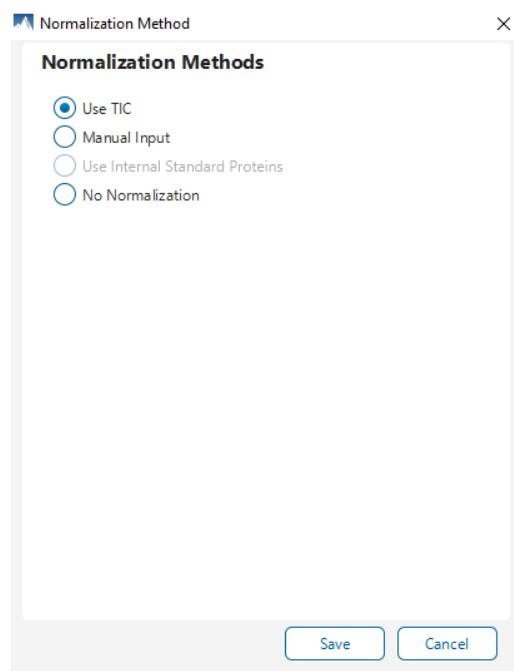 Normalization Method
Normalization Methods
Use TIC
Manual Input
Use Internal Standard Proteins
No Normalization
Save Cancel